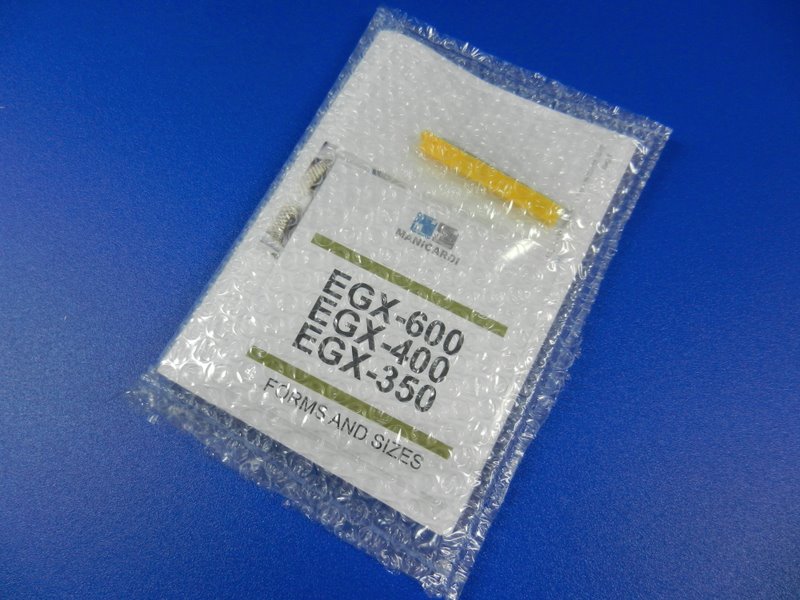 MANICARDI
EGX-600
EGX-400
EGX-350
FORMS AND SIZES